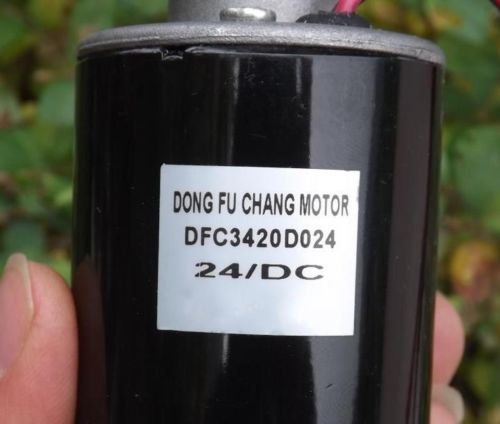 DONG FU CHANG MOTOR
DFC3420D024
24/DC